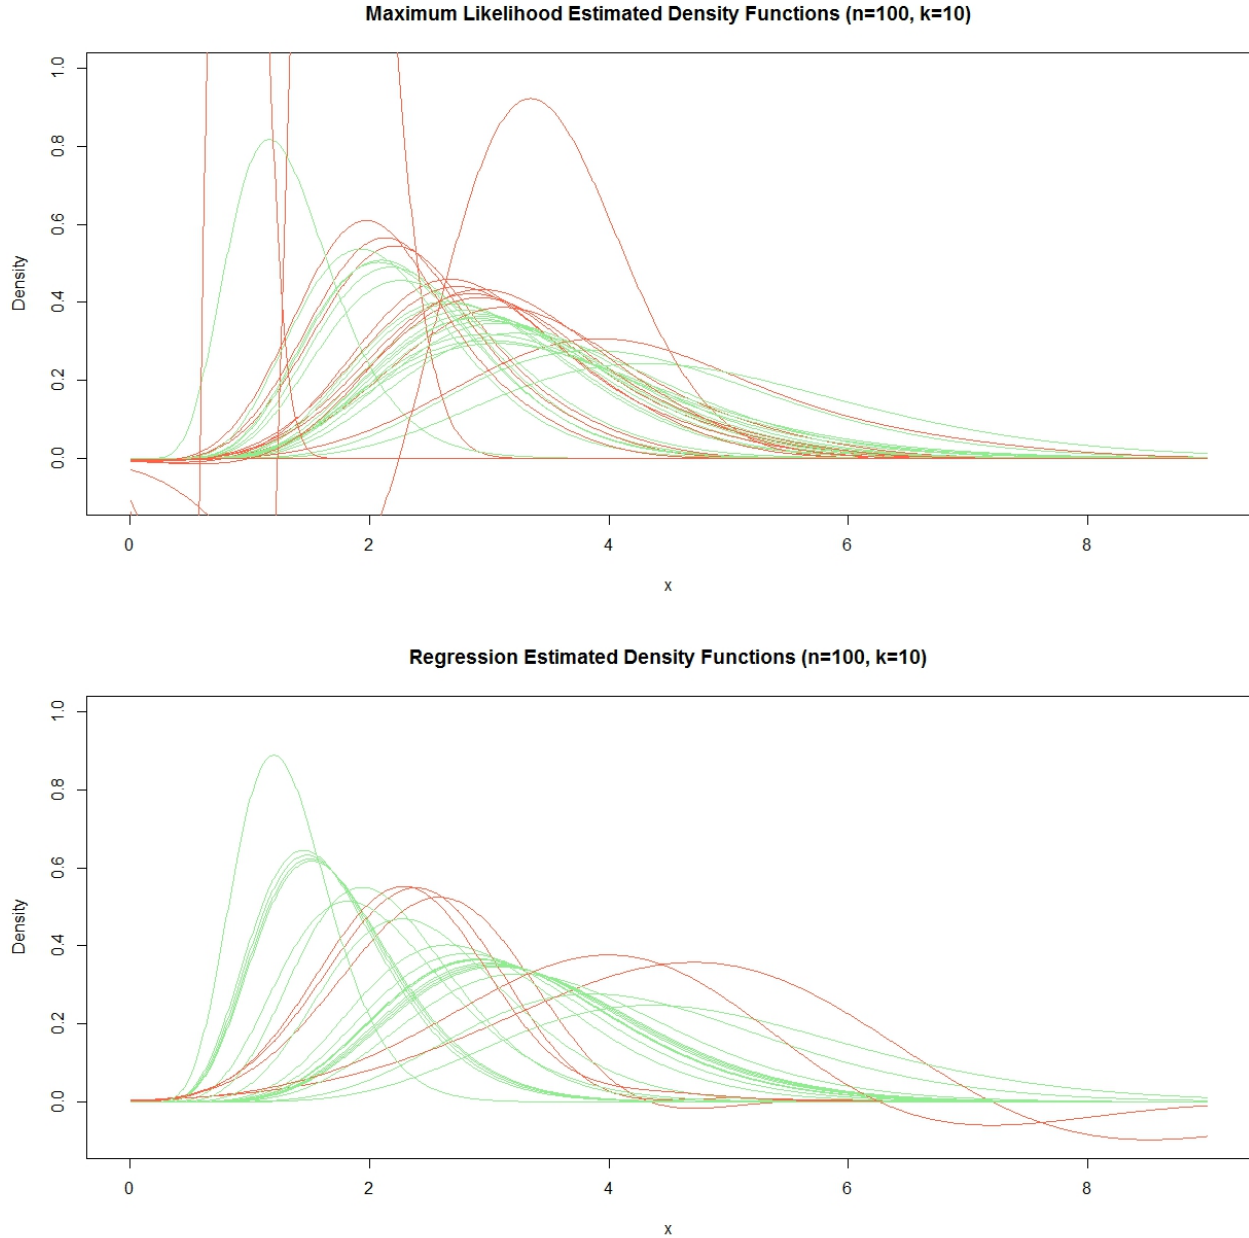 Maximum Likelihood Estimated Density Functions (n=100, k=10)
Density
1.0
0.8
0.6
0.4
0.2
0.0
0 2 4 6 8
x
Regression Estimated Density Functions (n=100, k=10)
Density
1.0
0.8
0.6
0.4
0.2
0.0
0 2 4 6 8
x